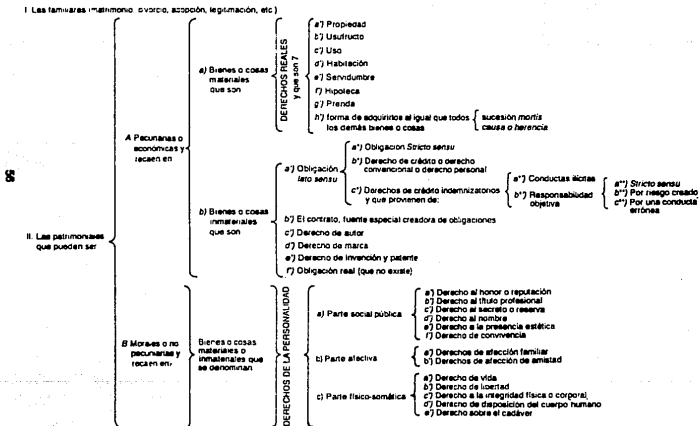 I. Las familiares (matrimonio, divorcio, adopción, legitimación, etc.)
II. Las patrimoniales
que pueden ser
A Pecuniarias o
económicas y
recaen en
a) Bienes o cosas
materiales
que son
DERECHOS REALES
y que son 7
a') Propiedad
b') Usufructo
c') Uso
d') Habitación
e') Servidumbre
f') Hipoteca
g') Prenda
h') forma de adquirirlos al igual que todos
los demás bienes o cosas
sucesión mortis
causa o herencia
b) Bienes o cosas
inmateriales
que son
a') Obligación
lato sensu
a") Obligación Stricto sensu
b") Derecho de crédito o derecho
convencional o derecho personal
c") Derechos de crédito indemnizatorios
y que provienen de:
a") Conductas ilícitas
b") Responsabilidad
objetiva
a"') Stricto sensu
b"') Por riesgo creado
c"') Por una conducta
errónea
b') El contrato, fuente especial creadora de obligaciones
c') Derecho de autor
d') Derecho de marca
e') Derecho de invención y patente
f') Obligación real (que no existe)
B Morales o no
pecuniarias y
recaen en:
Bienes o cosas
materiales o
inmateriales que
se denominan
DERECHOS DE LA PERSONALIDAD
a) Parte social pública
a') Derecho al honor o reputación
b') Derecho al título profesional
c') Derecho al secreto o reserva
d') Derecho al nombre
e') Derecho a la presencia estética
f') Derecho de convivencia
b) Parte afectiva
a') Derechos de afección familiar
b') Derechos de afección de amistad
c) Parte físico-somática
a') Derecho de vida
b') Derecho de libertad
c') Derecho a la integridad física o corporal
d') Derecho de disposición del cuerpo humano
e') Derecho sobre el cadáver